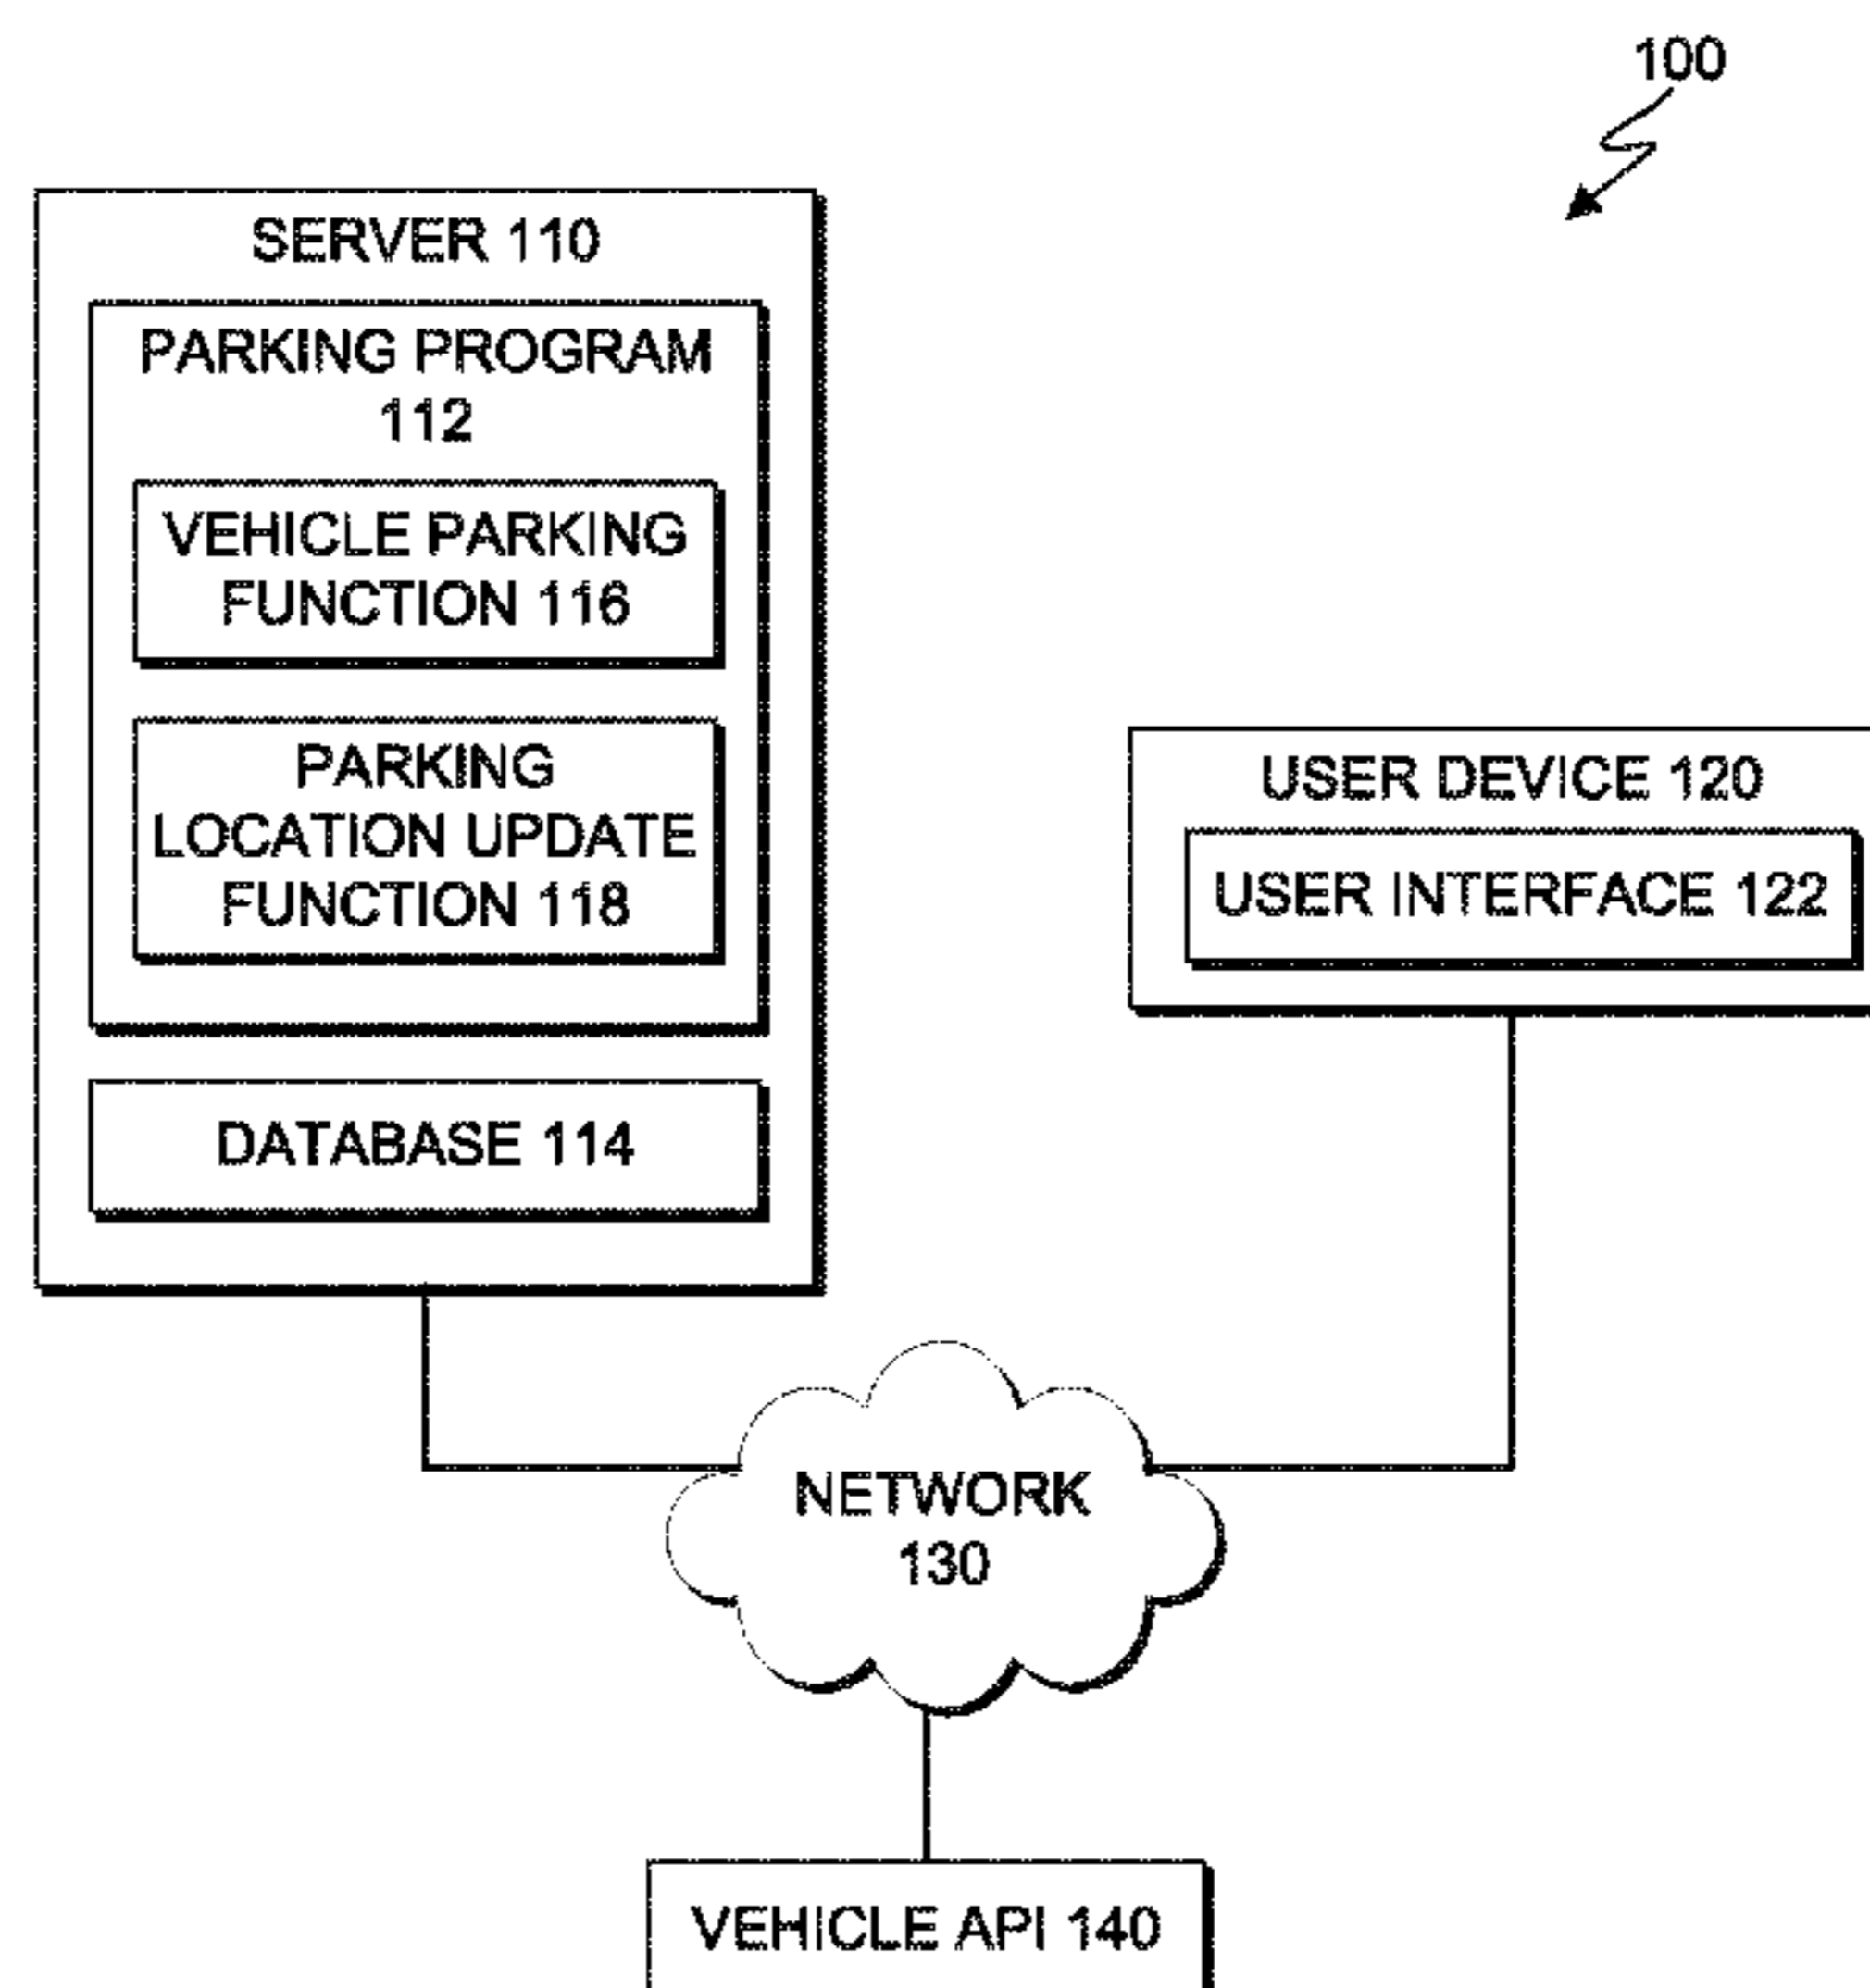 100
SERVER 110
PARKING PROGRAM
112
VEHICLE PARKING
FUNCTION 116
PARKING
LOCATION UPDATE
FUNCTION 118
DATABASE 114
USER DEVICE 120
USER INTERFACE 122
NETWORK
130
VEHICLE API 140